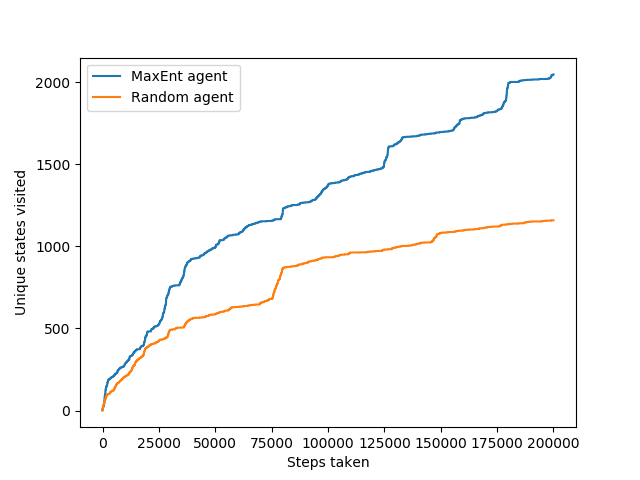 MaxEnt agent
Random agent
Unique states visited
2000
1500
1000
500
0
0 25000 50000 75000 100000 125000 150000 175000 200000
Steps taken